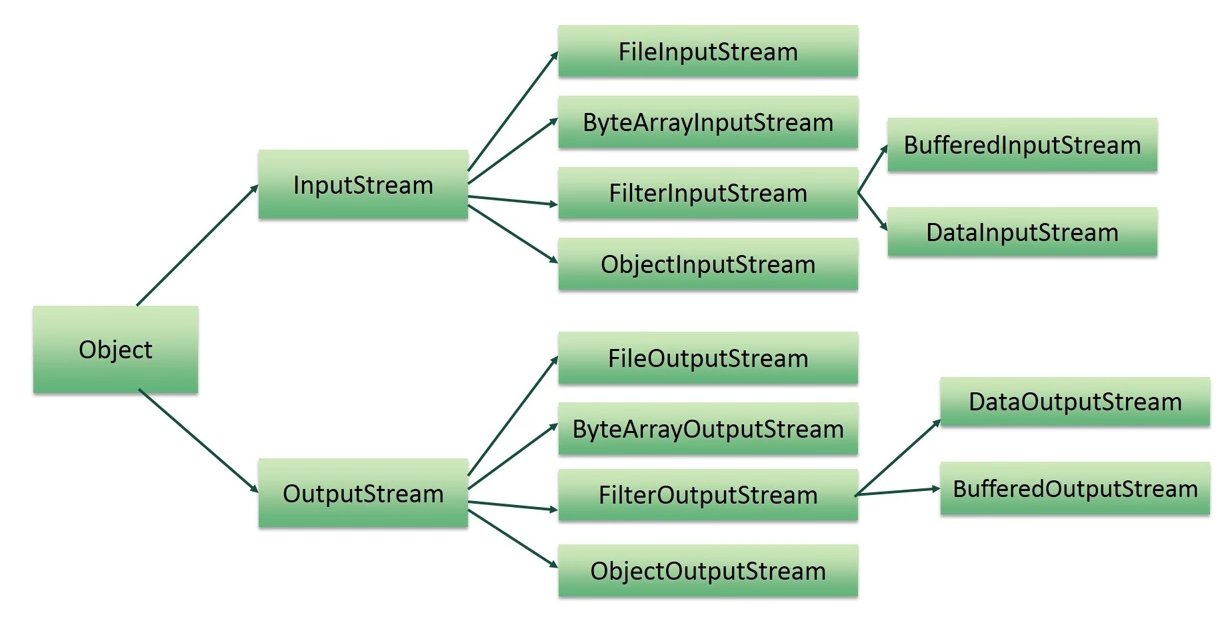 Object
InputStream
FileInputStream
ByteArrayInputStream
FilterInputStream
ObjectInputStream
BufferedInputStream
DataInputStream
OutputStream
FileOutputStream
ByteArrayOutputStream
FilterOutputStream
ObjectOutputStream
DataOutputStream
BufferedOutputStream